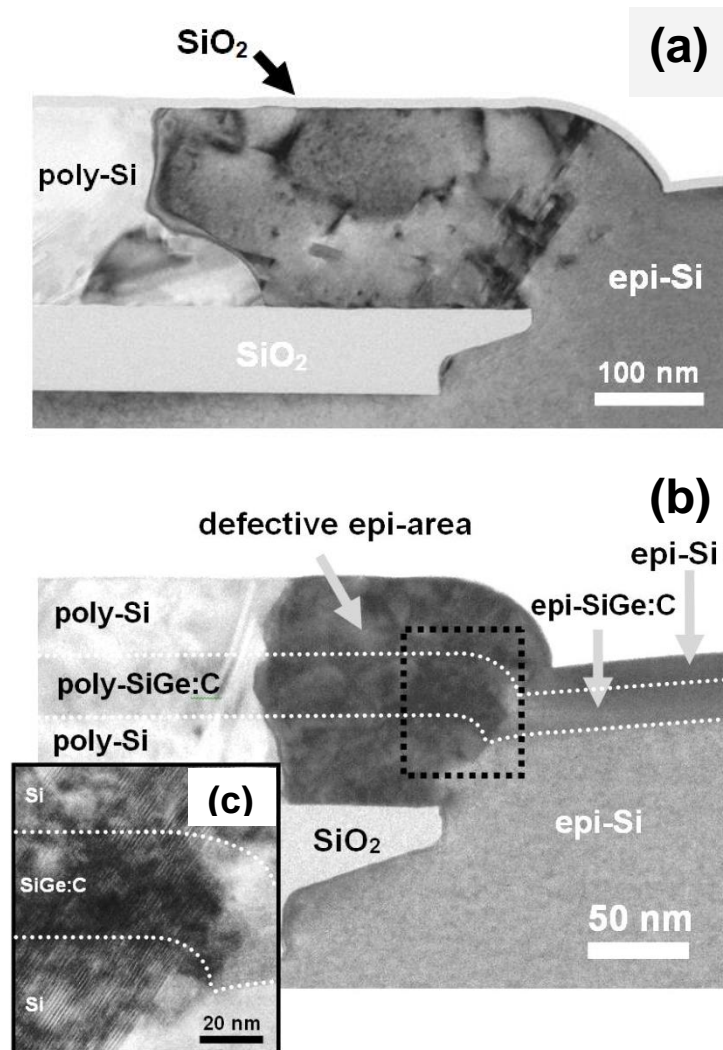 (a)
SiO₂
poly-Si
epi-Si
SiO₂
100 nm
(b)
defective epi-area
epi-Si
epi-SiGe:C
poly-Si
poly-SiGe:C
poly-Si
(c)
Si
SiGe:C
Si
20 nm
SiO₂
epi-Si
50 nm